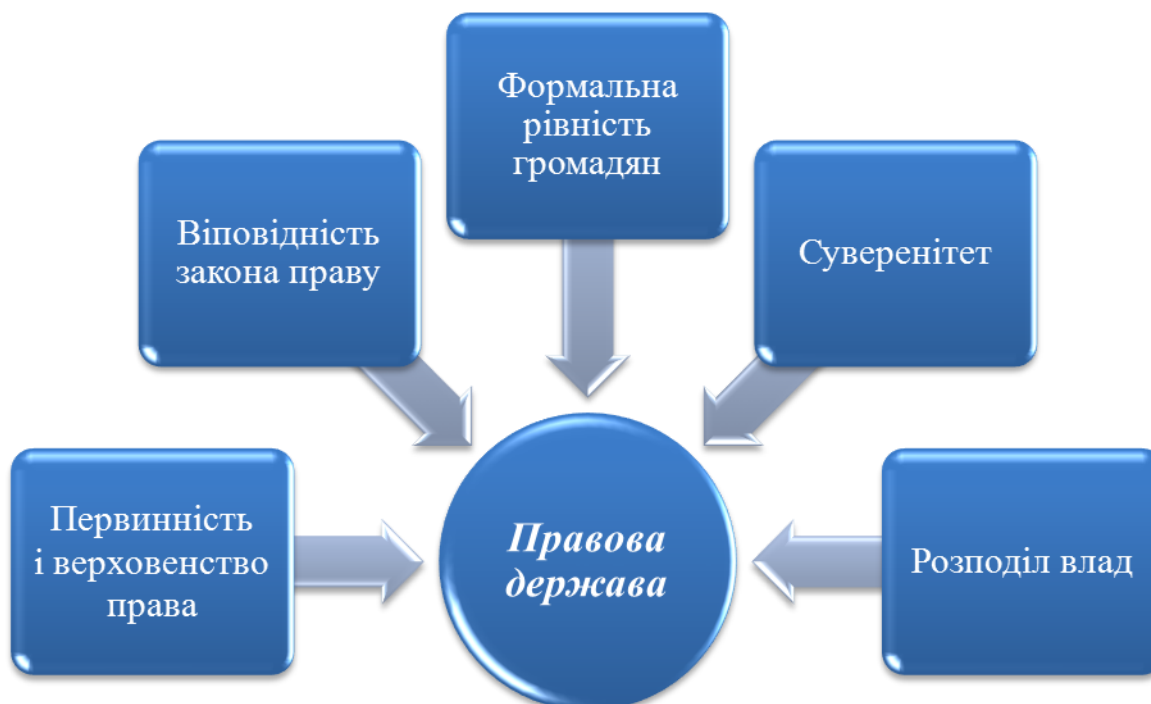 Формальна
рівність
громадян
Віповідність
закона праву
Суверенітет
Первинність
і верховенство
права
Правова
держава
Розподіл влад